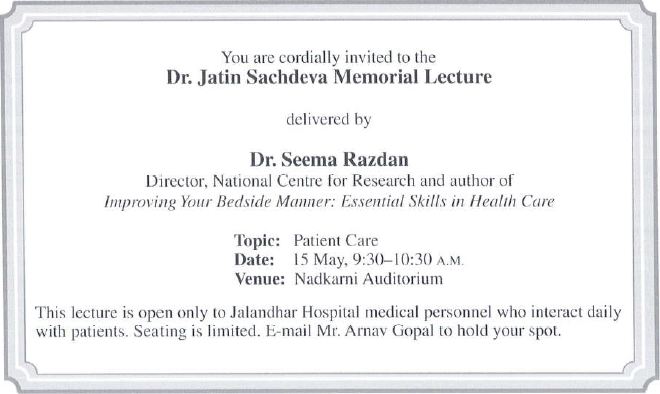 You are cordially invited to the
Dr. Jatin Sachdeva Memorial Lecture
delivered by
Dr. Seema Razdan
Director, National Centre for Research and author of
Improving Your Bedside Manner: Essential Skills in Health Care
Topic: Patient Care
Date: 15 May, 9:30–10:30 A.M.
Venue: Nadkarni Auditorium
This lecture is open only to Jalandhar Hospital medical personnel who interact daily
with patients. Seating is limited. E-mail Mr. Arnav Gopal to hold your spot.